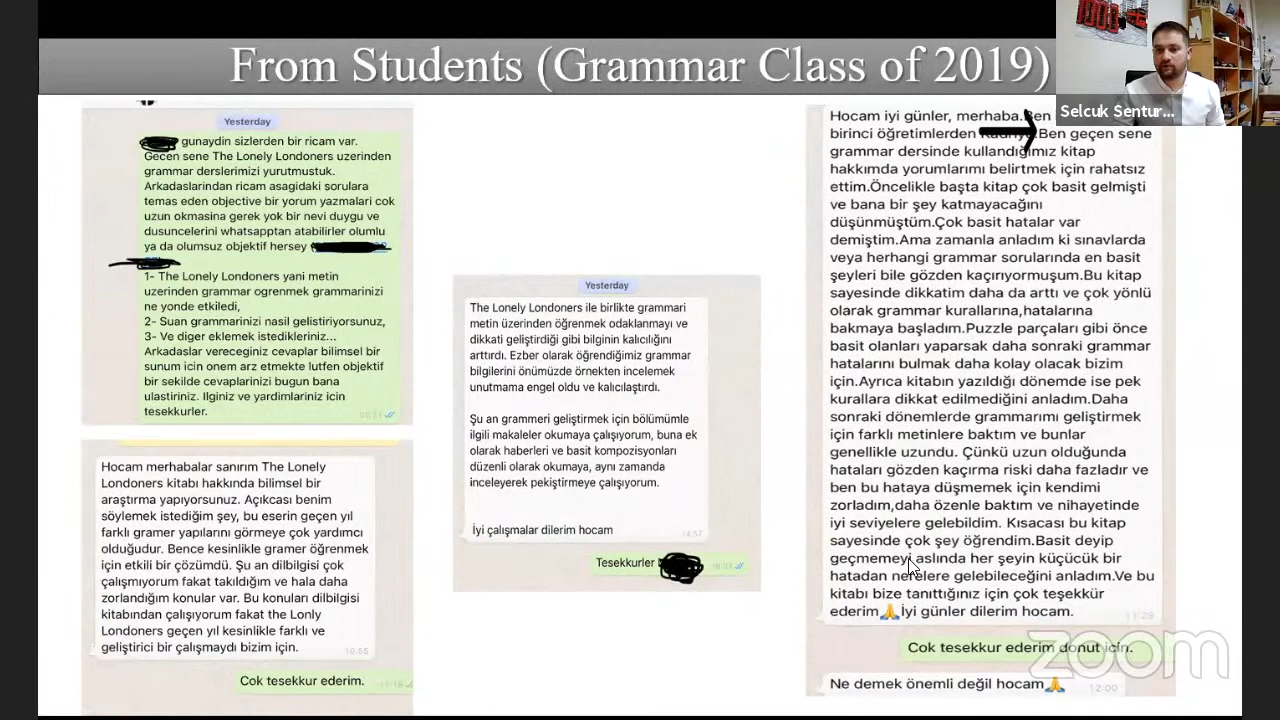 From Students (Grammar Class of 2019)
Selcuk Sentur...
Yesterday
gunaydin sizlerden bir ricam var.
Gecen sene The Lonely Londoners uzerinden
grammar derslerimizi yurutmustuk.
Arkadaslarindan ricam asagidaki sorulara
temas eden objective bir yorum yazmalari cok
uzun okmasina gerek yok bir nevi duygu ve
dusuncelerini whatsapptan atabilirler olumlu
ya da olumsuz objektif hersey
1- The Lonely Londoners yani metin
uzerinden grammar ogrenmek grammarinizi
ne yonde etkiledi,
2- Suan grammarinizi nasil gelistiriyorsunuz,
3- Ve diger eklemek istedikleriniz...
Arkadaslar vereceginiz cevaplar bilimsel bir
sunum icin onem arz etmekte lutfen objektif
bir sekilde cevaplarinizi bugun bana
ulastiriniz. Ilginiz ve yardimlariniz icin
tesekkurler.
Hocam merhabalar sanırım The Lonely
Londoners kitabı hakkında bilimsel bir
araştırma yapıyorsunuz. Açıkcası benim
söylemek istediğim şey, bu eserin geçen yıl
farklı gramer yapılarını görmeye çok yardımcı
olduğudur. Bence kesinlikle gramer öğrenmek
için etkili bir çözümdü. Şu an dilbilgisi çok
çalışmıyorum fakat takıldığım ve hala daha
zorlandığım konular var. Bu konuları dilbilgisi
kitabından çalışıyorum fakat the Lonly
Londoners geçen yıl kesinlikle farklı ve
geliştirici bir çalışmaydı bizim için.
10:55
Cok tesekkur ederim.
11:18
Yesterday
The Lonely Londoners ile birlikte grammari
metin üzerinden öğrenmek odaklanmayı ve
dikkati geliştirdiği gibi bilginin kalıcılığını
arttırdı. Ezber olarak öğrendiğimiz grammar
bilgilerini önümüzde örnekten incelemek
unutmama engel oldu ve kalıcılaştırdı.
Şu an grammeri geliştirmek için bölümümle
ilgili makaleler okumaya çalışıyorum, buna ek
olarak haberleri ve basit kompozisyonları
düzenli olarak okumaya, aynı zamanda
inceleyerek pekiştirmeye çalışıyorum.
İyi çalışmalar dilerim hocam
14:57
Tesekkurler
Hocam iyi günler, merhaba.Ben
birinci öğretimlerden Ben geçen sene
grammar dersinde kullandığımız kitap
hakkımda yorumlarımı belirtmek için rahatsız
ettim.Öncelikle başta kitap çok basit gelmişti
ve bana bir şey katmayacağını
düşünmüştüm.Çok basit hatalar var
demiştim.Ama zamanla anladım ki sınavlarda
veya herhangi grammar sorularında en basit
şeyleri bile gözden kaçırıyormuşum.Bu kitap
sayesinde dikkatim daha da arttı ve çok yönlü
olarak grammar kurallarına,hatalarına
bakmaya başladım.Puzzle parçaları gibi önce
basit olanları yaparsak daha sonraki grammar
hatalarını bulmak daha kolay olacak bizim
için.Ayrıca kitabın yazıldığı dönemde ise pek
kurallara dikkat edilmediğini anladım.Daha
sonraki dönemlerde grammarımı geliştirmek
için farklı metinlere baktım ve bunlar
genellikle uzundu. Çünkü uzun olduğunda
hataları gözden kaçırma riski daha fazladır ve
ben bu hataya düşmemek için kendimi
zorladım,daha özenle baktım ve nihayetinde
iyi seviyelere gelebildim. Kısacası bu kitap
sayesinde çok şey öğrendim.Basit deyip
geçmemeyi aslında her şeyin küçücük bir
hatadan nerelere gelebileceğini anladım.Ve bu
kitabı bize tanıttığınız için çok teşekkür
ederim🙏İyi günler dilerim hocam.
11:29
Cok tesekkur ederim donut icin.
Ne demek önemli değil hocam🙏
12:00
zoom